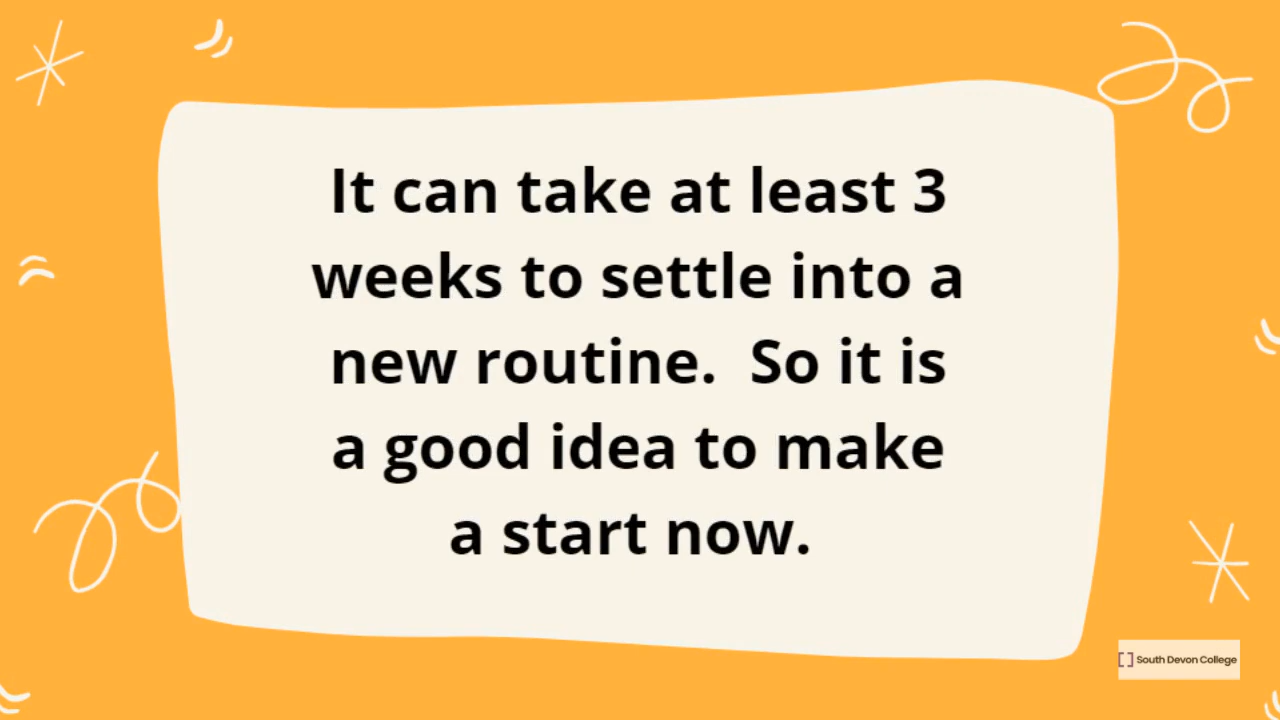 It can take at least 3
weeks to settle into a
new routine.  So it is
a good idea to make
a start now.
South Devon College